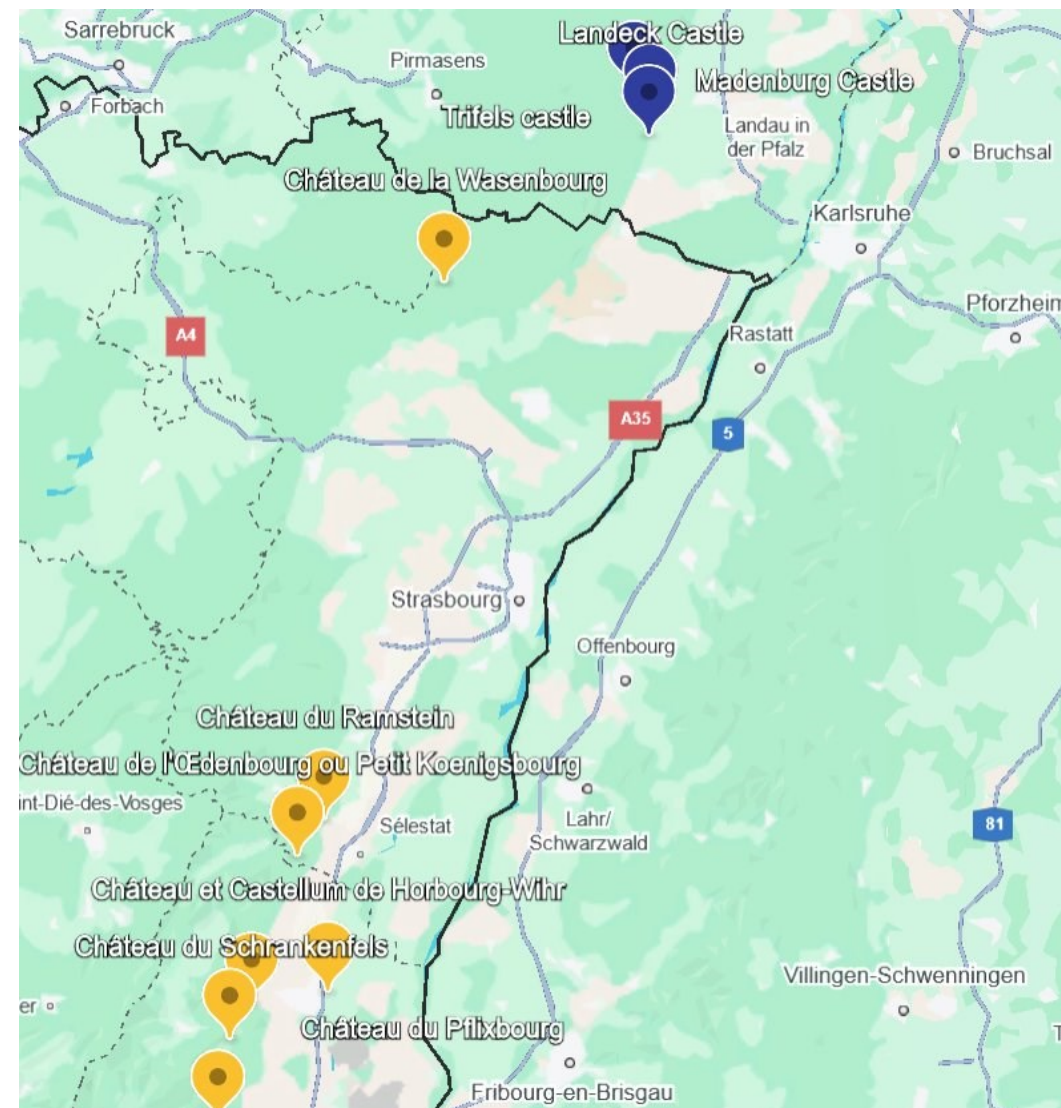 Sarrebruck
Landeck Castle
Pirmasens
Madenburg Castle
Forbach
Trifels castle
Landau in
der Pfalz
Bruchsal
Château de la Wasenbourg
Karlsruhe
Pforzheim
A4
Rastatt
A35
5
Strasbourg
Offenbourg
Château du Ramstein
Château de l'Œdenbourg ou Petit Koenigsbourg
int-Dié-des-Vosges
Sélestat
Lahr/
Schwarzwald
81
Château et Castellum de Horbourg-Wihr
Château du Schrankenfels
Villingen-Schwenningen
er
Château du Pflixbourg
T
Fribourg-en-Brisgau